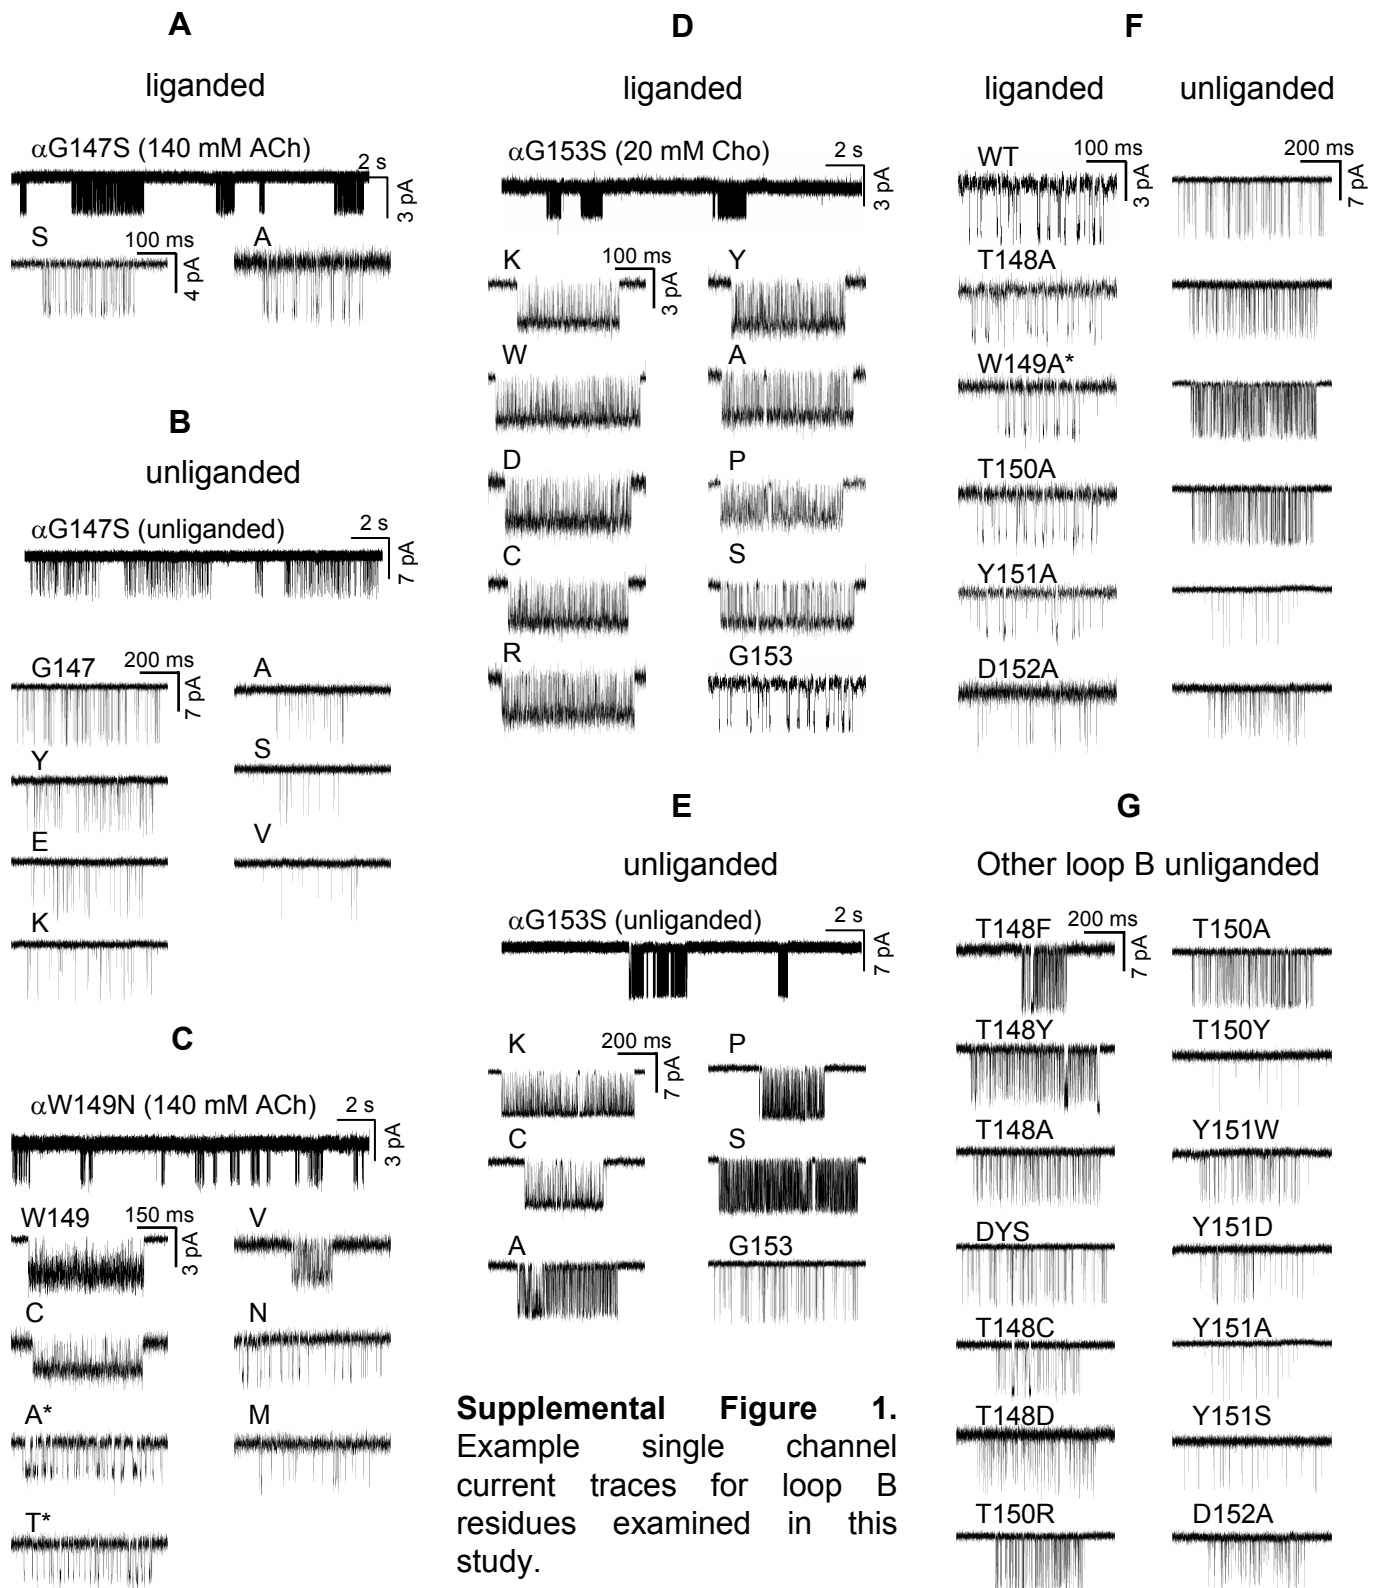 A
liganded
αG147S (140 mM ACh)
2 s
3 pA
S
100 ms
4 pA
A
B
unliganded
αG147S (unliganded)
2 s
7 pA
G147
200 ms
7 pA
A
Y
S
E
V
K
C
αW149N (140 mM ACh)
2 s
3 pA
W149
150 ms
3 pA
V
C
N
A*
M
T*
D
liganded
αG153S (20 mM Cho)
2 s
3 pA
K
100 ms
3 pA
Y
W
A
D
P
C
S
R
G153
E
unliganded
αG153S (unliganded)
2 s
7 pA
K
200 ms
7 pA
P
C
S
A
G153
Supplemental Figure 1.
Example single channel
current traces for loop B
residues examined in this
study.
F
liganded
unliganded
WT
100 ms
3 pA
200 ms
7 pA
T148A
W149A*
T150A
Y151A
D152A
G
Other loop B unliganded
T148F
200 ms
7 pA
T150A
T148Y
T150Y
T148A
Y151W
DYS
Y151D
T148C
Y151A
T148D
Y151S
T150R
D152A